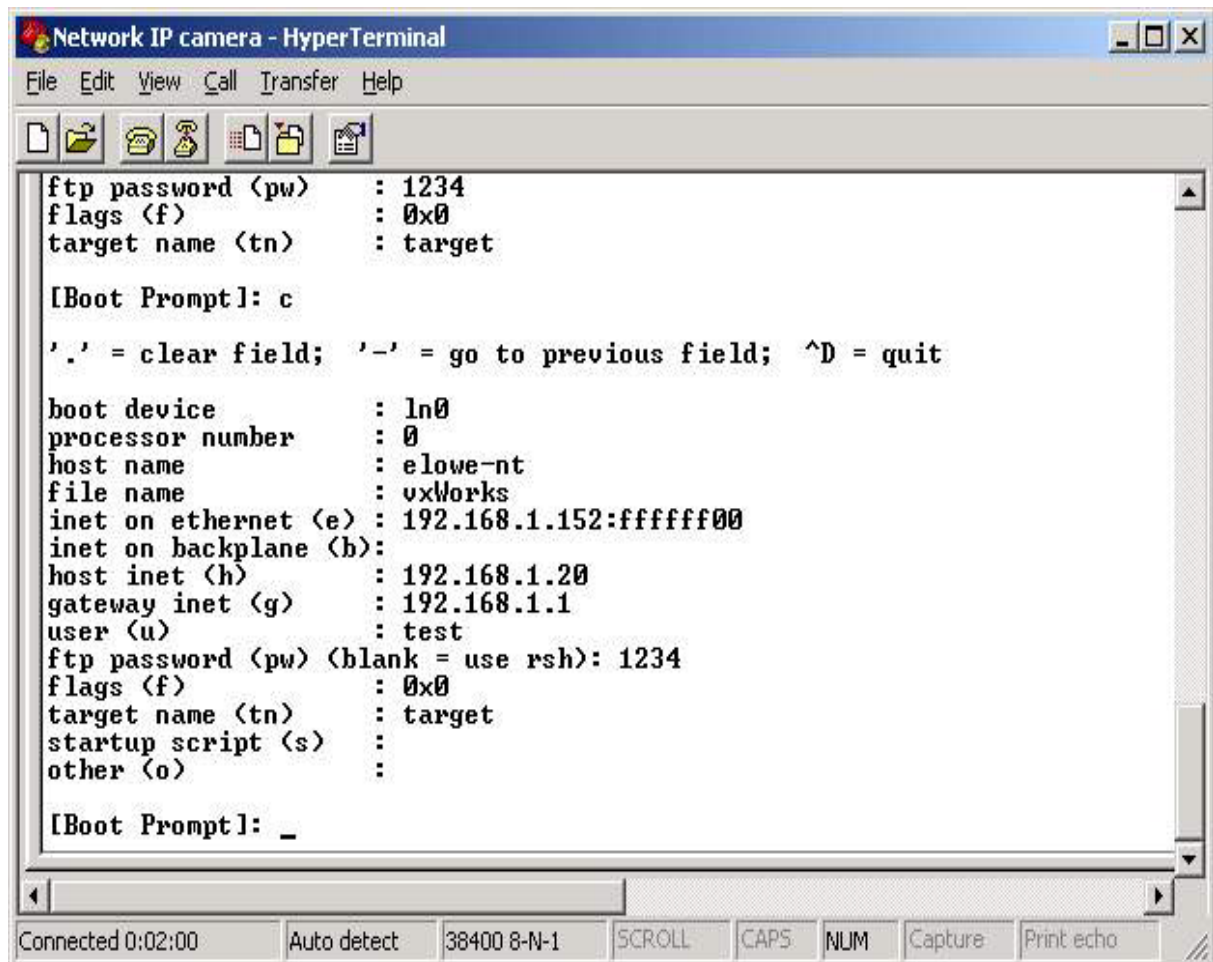 Network IP camera - HyperTerminal
File Edit View Call Transfer Help
ftp password (pw) : 1234
flags (f) : 0x0
target name (tn) : target
[Boot Prompt]: c
'.' = clear field; '-' = go to previous field; ^D = quit
boot device : ln0
processor number : 0
host name : elowe-nt
file name : vxWorks
inet on ethernet (e) : 192.168.1.152:ffffff00
inet on backplane (b):
host inet (h) : 192.168.1.20
gateway inet (g) : 192.168.1.1
user (u) : test
ftp password (pw) (blank = use rsh): 1234
flags (f) : 0x0
target name (tn) : target
startup script (s) :
other (o) :
[Boot Prompt]: _
Connected 0:02:00 Auto detect 38400 8-N-1 SCROLL CAPS NUM Capture Print echo